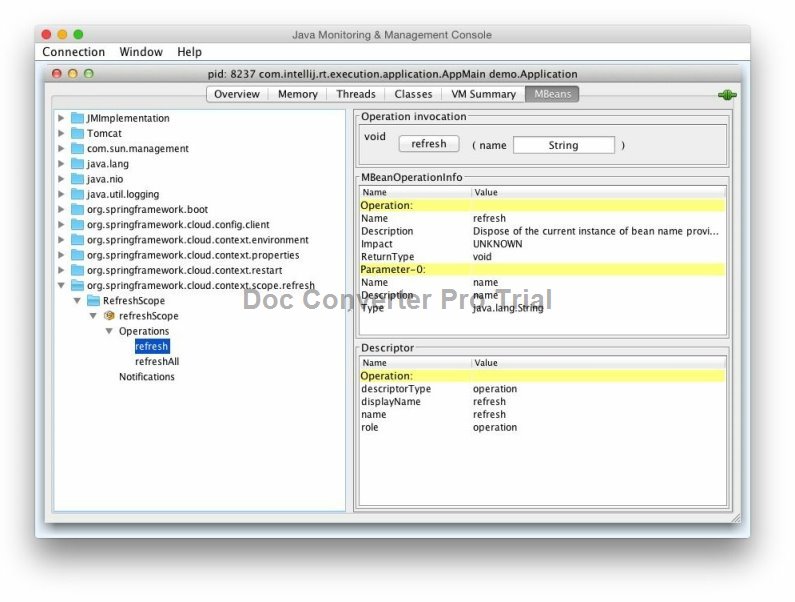 Java Monitoring & Management Console
Connection Window Help
pid: 8237 com.intellij.rt.execution.application.AppMain demo.Application
Overview Memory Threads Classes VM Summary MBeans
JMImplementation
Tomcat
com.sun.management
java.lang
java.nio
java.util.logging
org.springframework.boot
org.springframework.cloud.config.client
org.springframework.cloud.context.environment
org.springframework.cloud.context.properties
org.springframework.cloud.context.restart
org.springframework.cloud.context.scope.refresh
RefreshScope
refreshScope
Operations
refresh
refreshAll
Notifications
Operation invocation
void refresh ( name String )
MBeanOperationInfo
Name Value
Operation:
Name refresh
Description Dispose of the current instance of bean name provi...
Impact UNKNOWN
ReturnType void
Parameter-0:
Name name
Description name
Type java.lang.String
Descriptor
Name Value
Operation:
descriptorType operation
displayName refresh
name refresh
role operation
Doc Converter Pro Trial